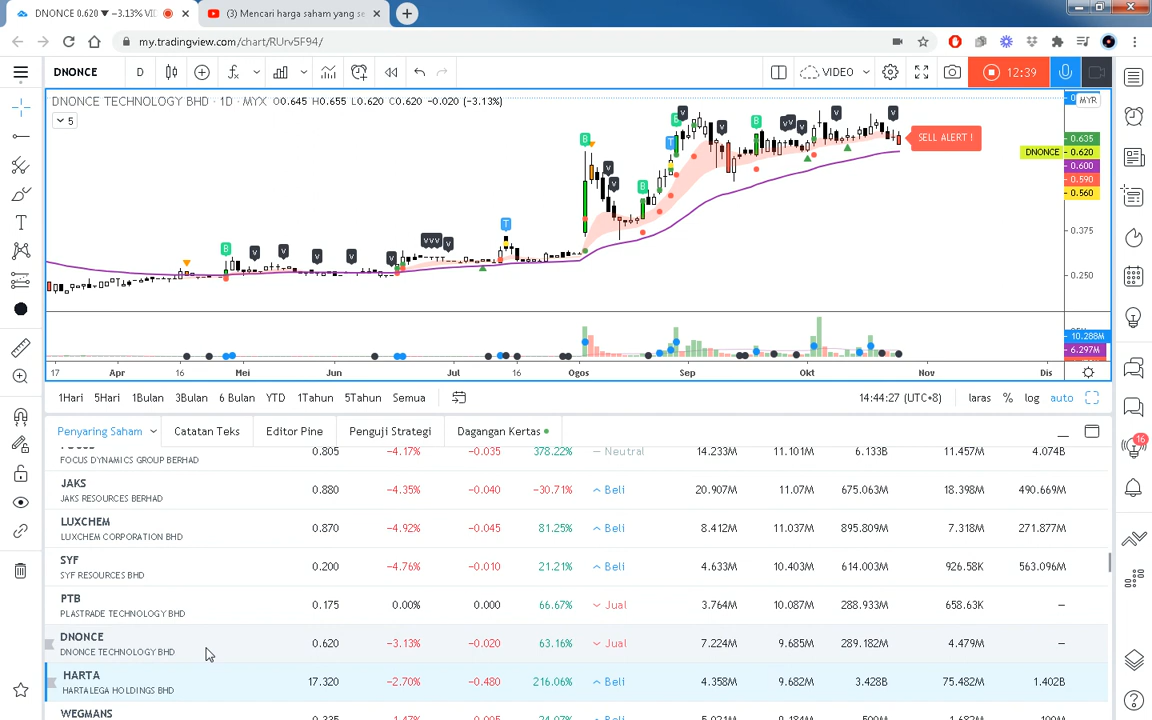 DNONCE 0.620 ▼ −3.13% VI
(3) Mencari harga saham yang se
my.tradingview.com/chart/RUrv5F94/
DNONCE D VIDEO 12:39
DNONCE TECHNOLOGY BHD · 1D · MYX O0.645 H0.655 L0.620 C0.620 −0.020 (−3.13%)
MYR
5
SELL ALERT !
0.635
DNONCE 0.620
0.600
0.590
0.560
0.375
0.250
B v v v v v v v v v T B v v B T B v v B v v v v v
10.288M
6.297M
17 Apr 16 Mei Jun Jul 16 Ogos Sep Okt Nov Dis
1Hari 5Hari 1Bulan 3Bulan 6 Bulan YTD 1Tahun 5Tahun Semua 14:44:27 (UTC+8) laras % log auto
Penyaring Saham Catatan Teks Editor Pine Penguji Strategi Dagangan Kertas
16
0.805 −4.17% −0.035 378.22% — Neutral 14.233M 11.101M 6.133B 11.457M 4.074B
FOCUS DYNAMICS GROUP BERHAD
JAKS
JAKS RESOURCES BERHAD
0.880 −4.35% −0.040 −30.71% Beli 20.907M 11.07M 675.063M 18.398M 490.669M
LUXCHEM
LUXCHEM CORPORATION BHD
0.870 −4.92% −0.045 81.25% Beli 8.412M 11.037M 895.809M 7.318M 271.877M
SYF
SYF RESOURCES BHD
0.200 −4.76% −0.010 21.21% Beli 4.633M 10.403M 614.003M 926.58K 563.096M
PTB
PLASTRADE TECHNOLOGY BHD
0.175 0.00% 0.000 66.67% Jual 3.764M 10.087M 288.933M 658.63K —
DNONCE
DNONCE TECHNOLOGY BHD
0.620 −3.13% −0.020 63.16% Jual 7.224M 9.685M 289.182M 4.479M —
HARTA
HARTALEGA HOLDINGS BHD
17.320 −2.70% −0.480 216.06% Beli 4.358M 9.682M 3.428B 75.482M 1.402B
WEGMANS